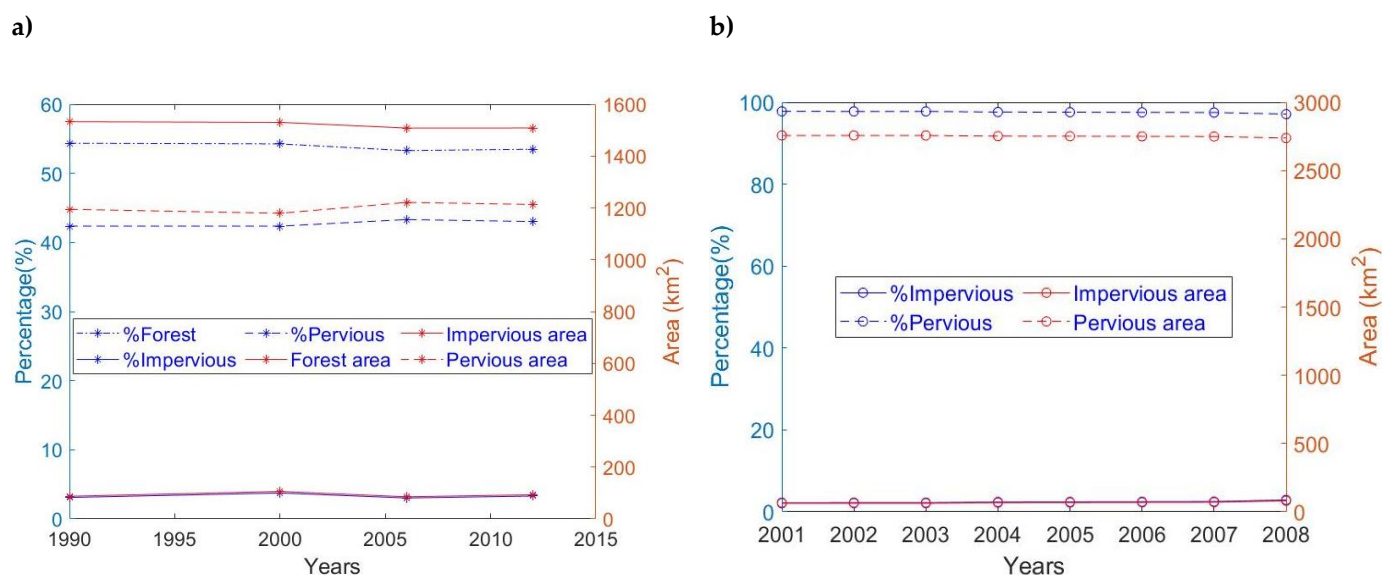 a)
60
50
40
30
20
10
0
Percentage(%)
1600
1400
1200
1000
800
600
400
200
0
Area (km²)
%Forest %Pervious Impervious area
%Impervious Forest area Pervious area
1990 1995 2000 2005 2010 2015
Years
b)
100
80
60
40
20
0
Percentage(%)
3000
2500
2000
1500
1000
500
0
Area (km²)
%Impervious Impervious area
%Pervious Pervious area
2001 2002 2003 2004 2005 2006 2007 2008
Years